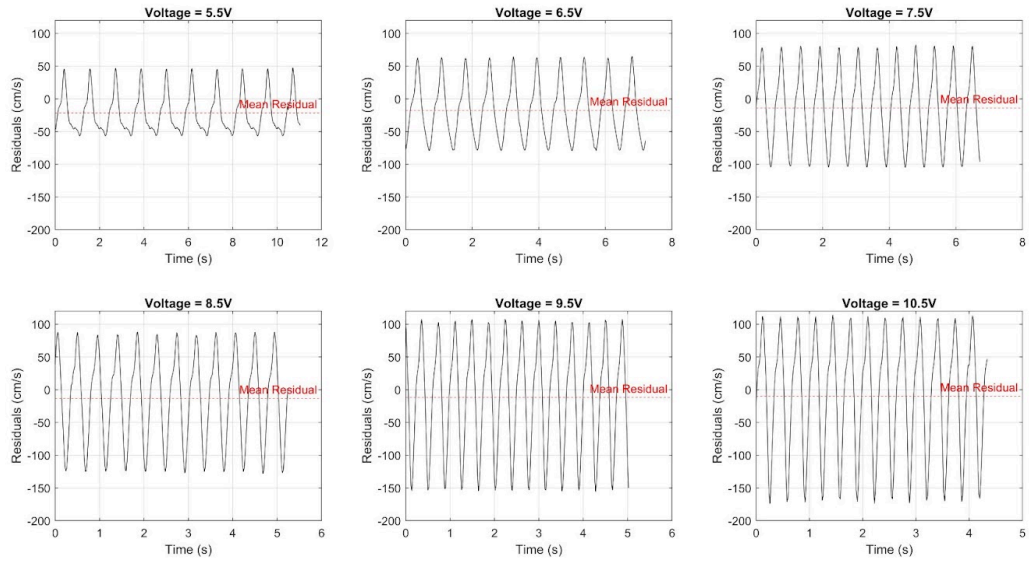 Voltage = 5.5V
Residuals (cm/s)
100
50
0
-50
-100
-150
-200
Mean Residual
0 2 4 6 8 10 12
Time (s)
Voltage = 6.5V
Residuals (cm/s)
100
50
0
-50
-100
-150
-200
Mean Residual
0 2 4 6 8
Time (s)
Voltage = 7.5V
Residuals (cm/s)
100
50
0
-50
-100
-150
-200
Mean Residual
0 2 4 6 8
Time (s)
Voltage = 8.5V
Residuals (cm/s)
100
50
0
-50
-100
-150
-200
Mean Residual
0 1 2 3 4 5 6
Time (s)
Voltage = 9.5V
Residuals (cm/s)
100
50
0
-50
-100
-150
-200
Mean Residual
0 1 2 3 4 5 6
Time (s)
Voltage = 10.5V
Residuals (cm/s)
100
50
0
-50
-100
-150
-200
Mean Residual
0 1 2 3 4 5
Time (s)